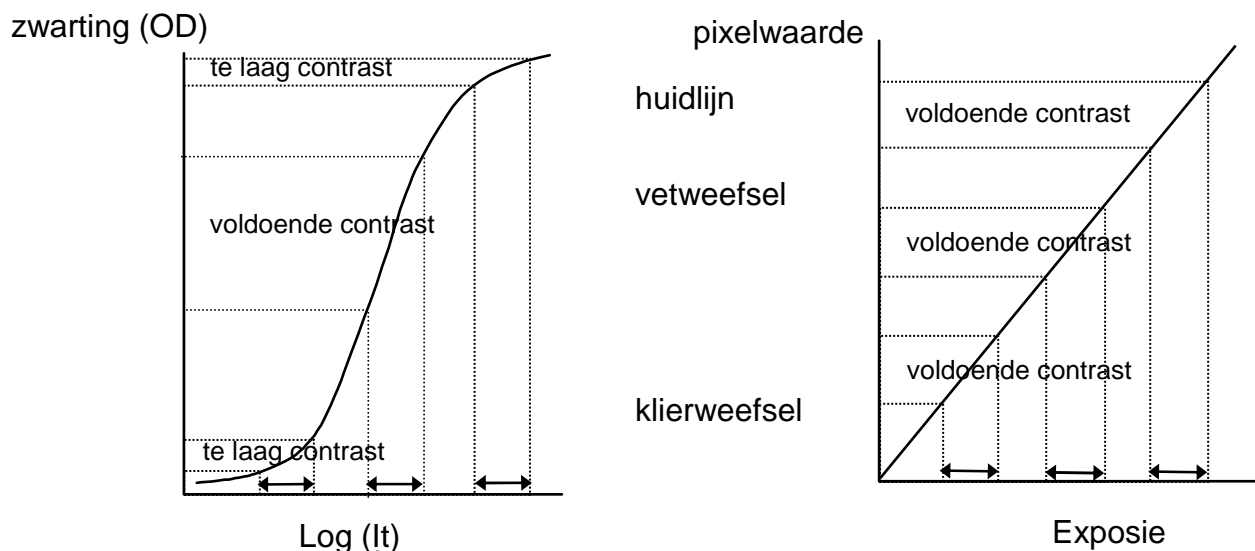 zwarting (OD)
te laag contrast
voldoende contrast
te laag contrast
Log (It)
pixelwaarde
huidlijn
voldoende contrast
vetweefsel
voldoende contrast
voldoende contrast
klierweefsel
Exposie